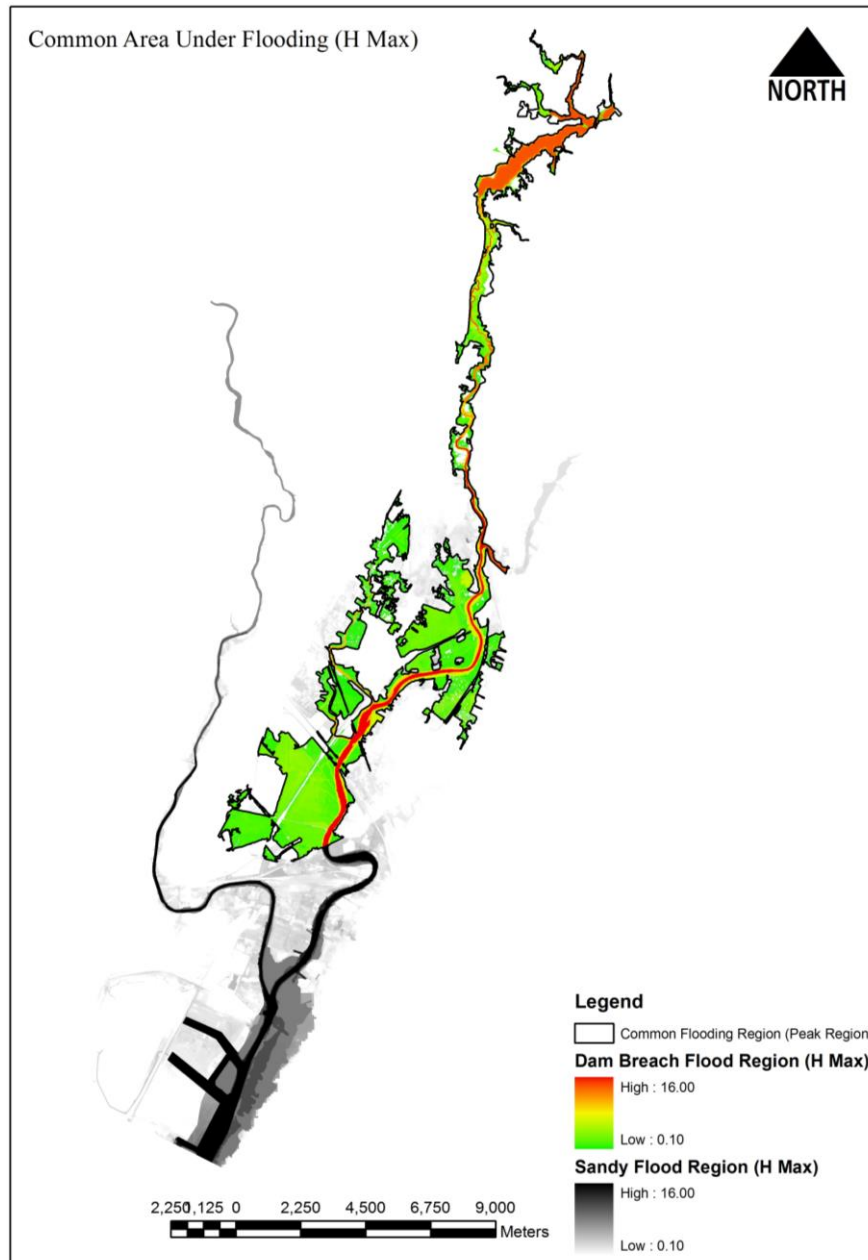 Common Area Under Flooding (H Max)
NORTH
Legend
Common Flooding Region (Peak Region
Dam Breach Flood Region (H Max)
High : 16.00
Low : 0.10
Sandy Flood Region (H Max)
High : 16.00
Low : 0.10
2,250 1,125 0 2,250 4,500 6,750 9,000
Meters